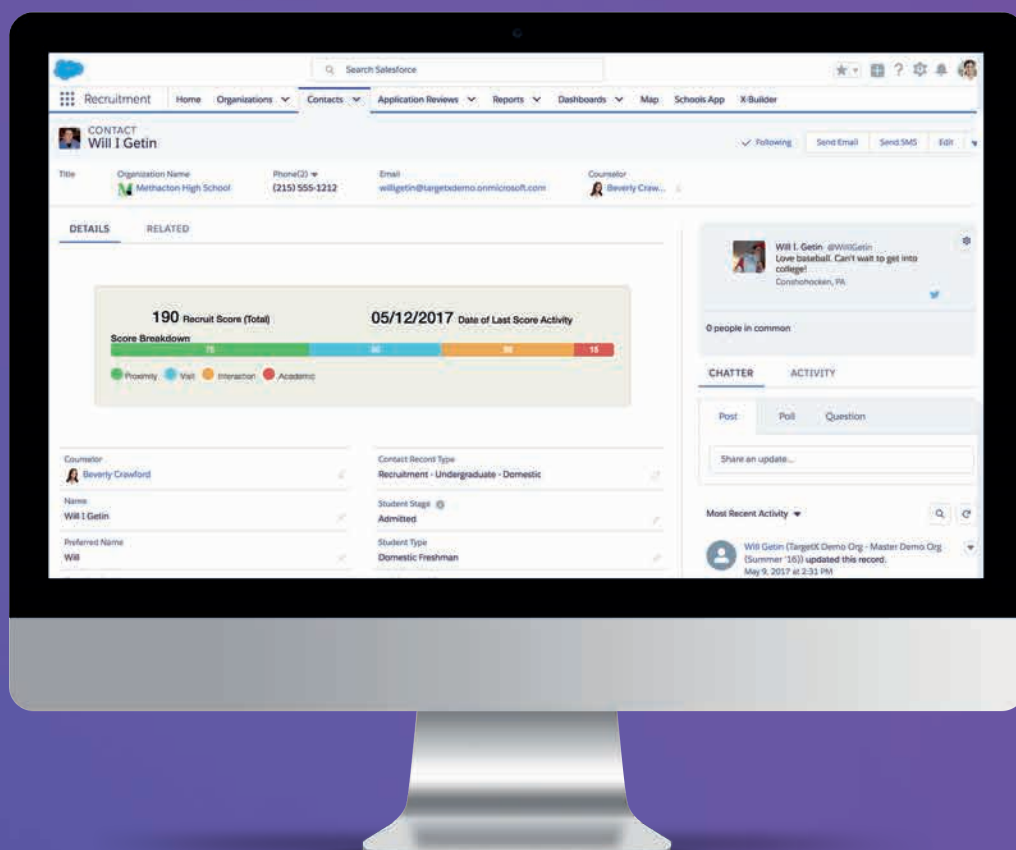 Search Salesforce
Recruitment Home Organizations Contacts Application Reviews Reports Dashboards Map Schools App X-Builder
CONTACT
Will I Getin
Following Send Email Send SMS Edit
Title Organization Name Phone(2) Email Counselor
Methacton High School (215) 555-1212 willigetin@targetxdemo.onmicrosoft.com Beverly Craw...
DETAILS RELATED
190 Recruit Score (Total) 05/12/2017 Date of Last Score Activity
Score Breakdown
75 50 50 15
Proximity Visit Interaction Academic
Counselor Contact Record Type
Beverly Crawford Recruitment - Undergraduate - Domestic
Name Student Stage
Will I Getin Admitted
Preferred Name Student Type
Will Domestic Freshman
Will I. Getin @WillIGetin
Love baseball. Can't wait to get into
college!
Conshohocken, PA
0 people in common
CHATTER ACTIVITY
Post Poll Question
Share an update...
Most Recent Activity
Will Getin (TargetX Demo Org - Master Demo Org
(Summer '16)) updated this record.
May 9, 2017 at 2:31 PM